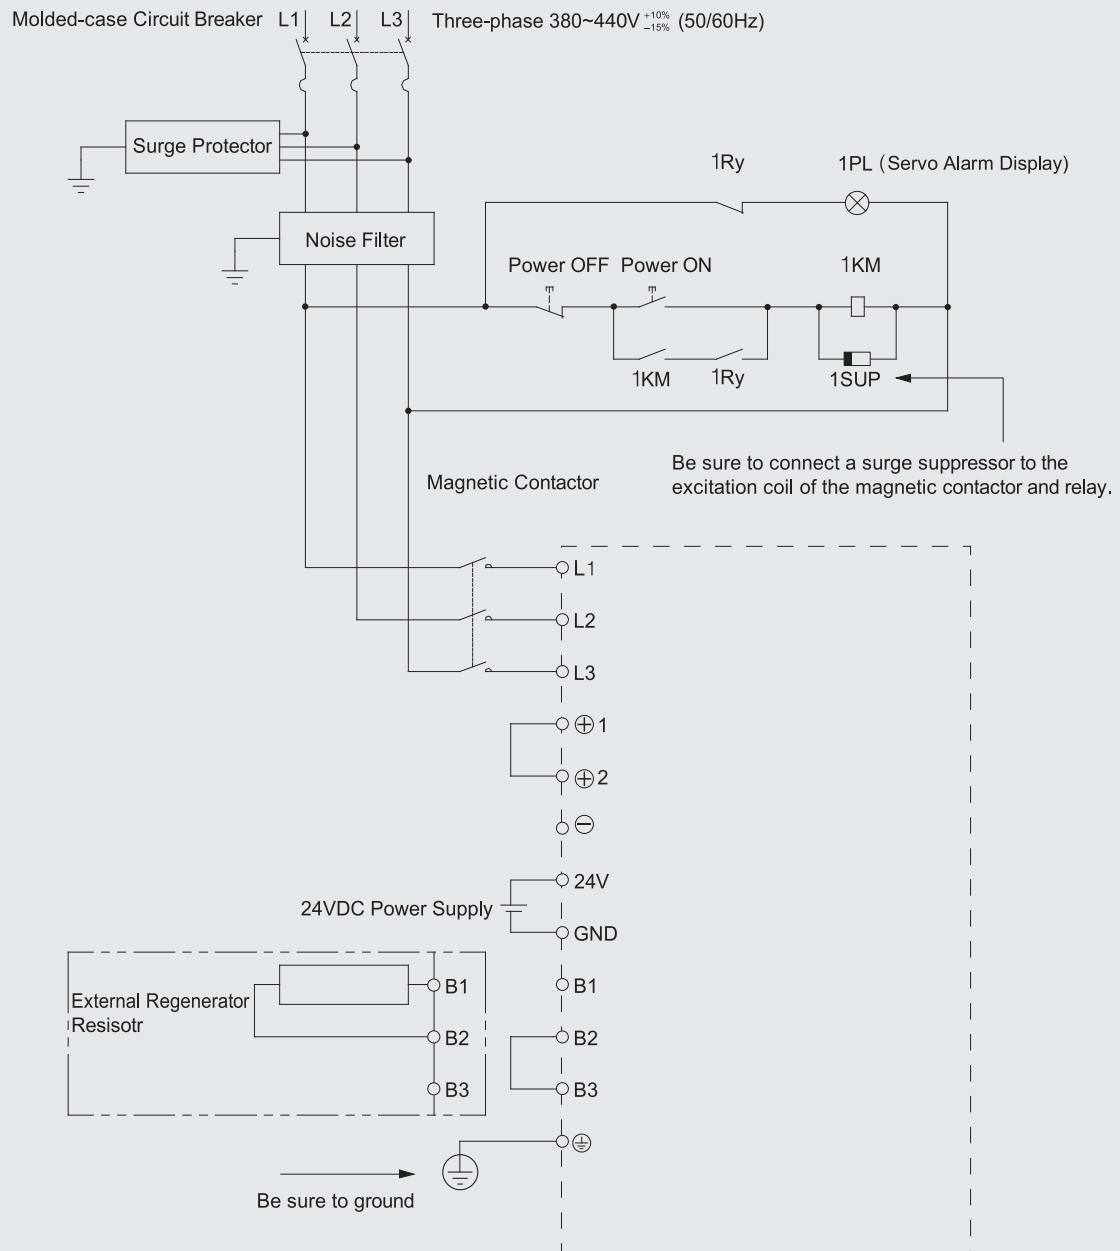 Molded-case Circuit Breaker L1 L2 L3 Three-phase 380~440V +10% −15% (50/60Hz)
Surge Protector
1Ry 1PL (Servo Alarm Display)
Noise Filter
Power OFF Power ON 1KM
1KM 1Ry 1SUP
Be sure to connect a surge suppressor to the
excitation coil of the magnetic contactor and relay.
Magnetic Contactor
L1
L2
L3
1
2
24V
24VDC Power Supply
GND
B1 B1
External Regenerator
Resisotr
B2 B2
B3 B3
Be sure to ground